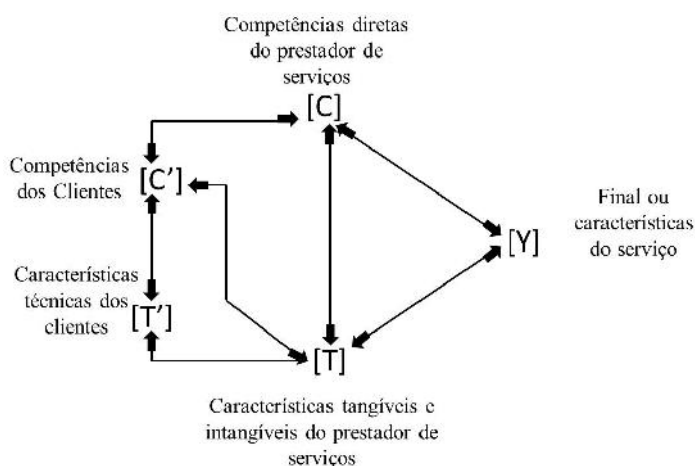 Competências diretas
do prestador de
serviços
[C]
Competências
dos Clientes
[C']
Final ou
características
do serviço
[Y]
Características
técnicas dos
clientes
[T']
[T]
Características tangíveis e
intangíveis do prestador de
serviços